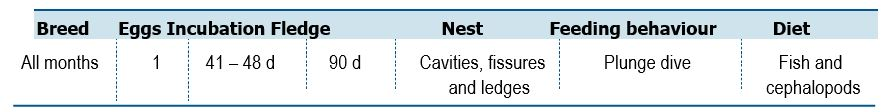 Breed Eggs Incubation Fledge Nest Feeding behaviour Diet
All months 1 41 – 48 d 90 d Cavities, fissures Plunge dive Fish and
and ledges cephalopods